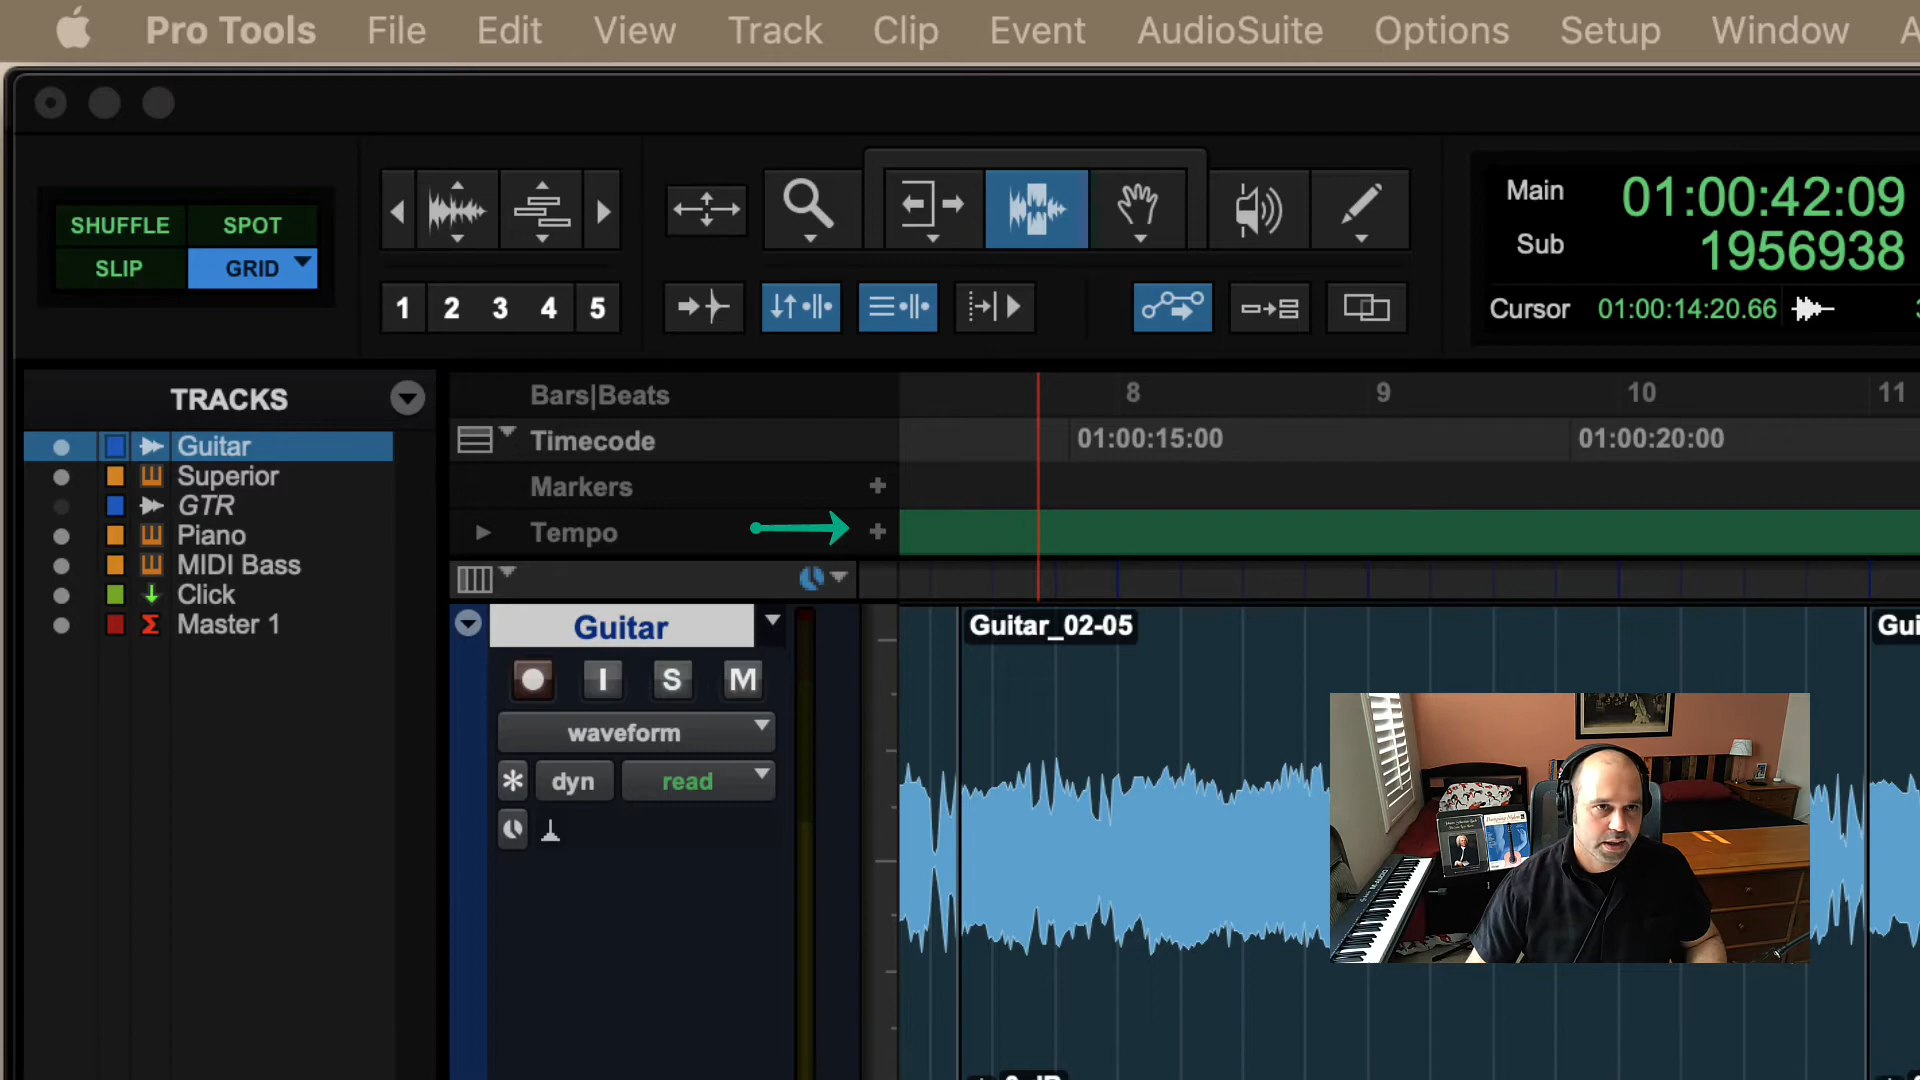 Pro Tools File Edit View Track Clip Event AudioSuite Options Setup Window
SHUFFLE SPOT
SLIP GRID
1 2 3 4 5
Main 01:00:42:09
Sub 1956938
Cursor 01:00:14:20.66
TRACKS
Guitar
Superior
GTR
Piano
MIDI Bass
Click
Master 1
Bars|Beats 8 9 10 11
Timecode 01:00:15:00 01:00:20:00
Markers +
Tempo +
Guitar
I S M
waveform
* dyn read
Guitar_02-05
Gui